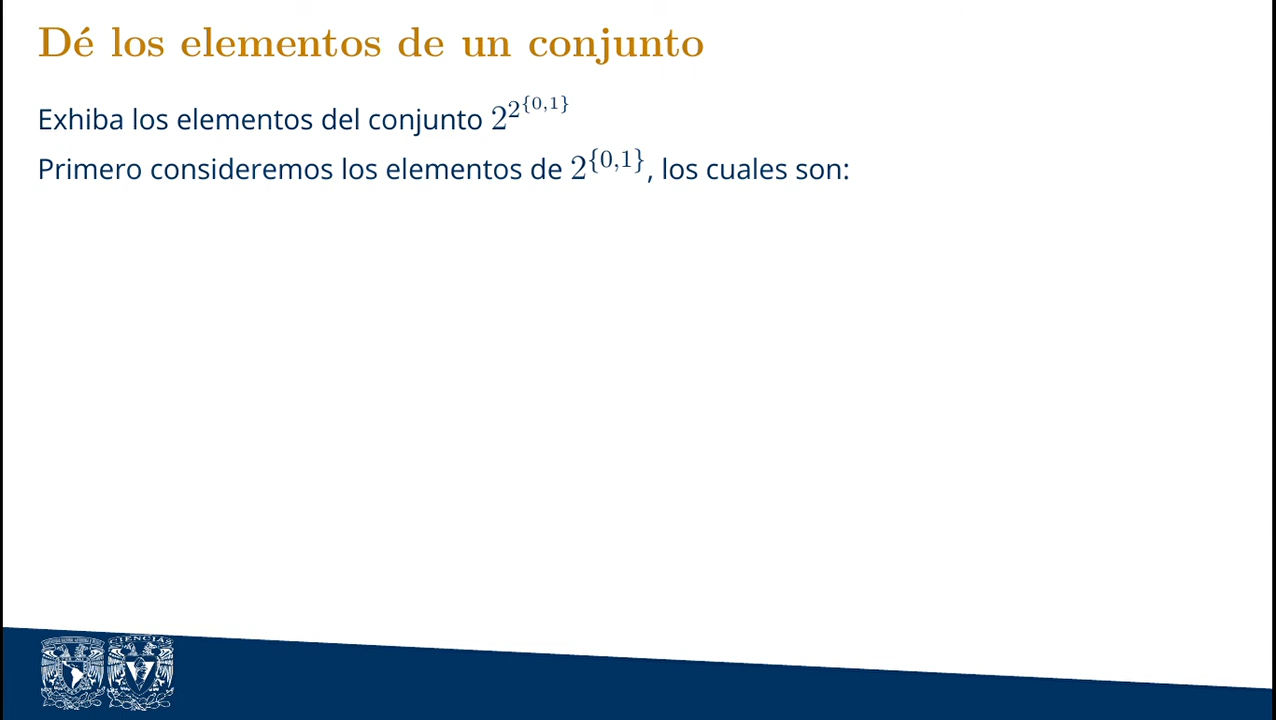 Dé los elementos de un conjunto
Exhiba los elementos del conjunto $2^{2^{\{0,1\}}}$
Primero consideremos los elementos de $2^{\{0,1\}}$, los cuales son:
CIENCIAS